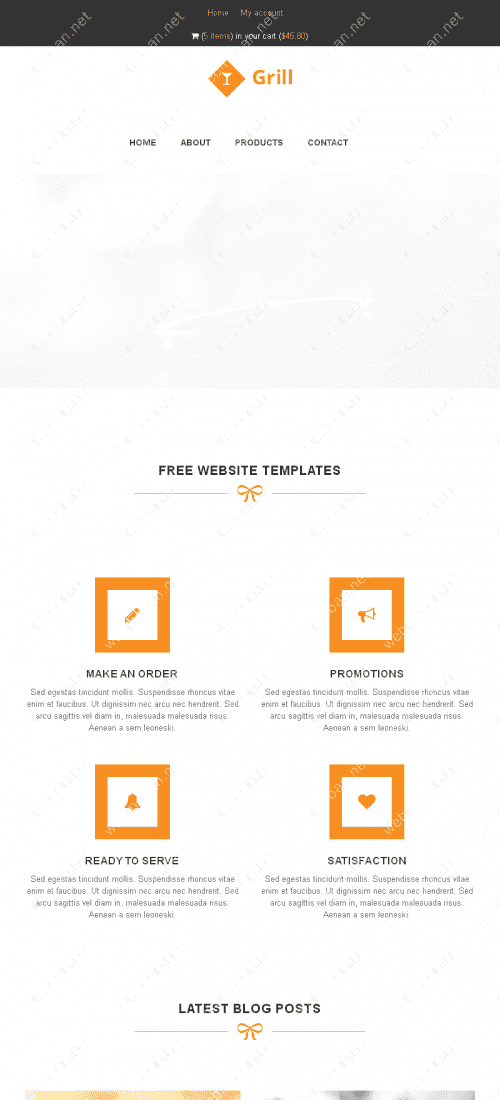 Home My account
(5 items) in your cart ($45.80)
Grill
HOME ABOUT PRODUCTS CONTACT
FREE WEBSITE TEMPLATES
MAKE AN ORDER
Sed egestas tincidunt mollis. Suspendisse rhoncus vitae
enim et faucibus. Ut dignissim nec arcu nec hendrerit. Sed
arcu sagittis vel diam in, malesuada malesuada risus.
Aenean a sem leoneski.
PROMOTIONS
Sed egestas tincidunt mollis. Suspendisse rhoncus vitae
enim et faucibus. Ut dignissim nec arcu nec hendrerit. Sed
arcu sagittis vel diam in, malesuada malesuada risus.
Aenean a sem leoneski.
READY TO SERVE
Sed egestas tincidunt mollis. Suspendisse rhoncus vitae
enim et faucibus. Ut dignissim nec arcu nec hendrerit. Sed
arcu sagittis vel diam in, malesuada malesuada risus.
Aenean a sem leoneski.
SATISFACTION
Sed egestas tincidunt mollis. Suspendisse rhoncus vitae
enim et faucibus. Ut dignissim nec arcu nec hendrerit. Sed
arcu sagittis vel diam in, malesuada malesuada risus.
Aenean a sem leoneski.
LATEST BLOG POSTS